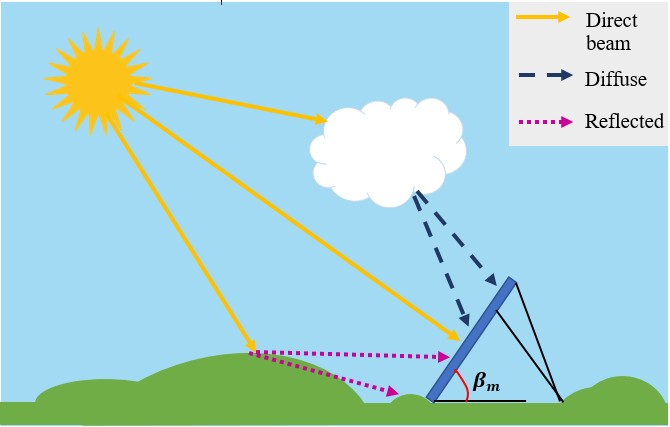 Direct
beam
Diffuse
Reflected
βm